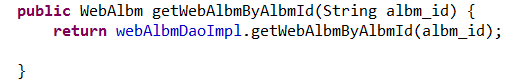 public WebAlbm getWebAlbmByAlbmId(String albm_id) {
    return webAlbmDaoImpl.getWebAlbmByAlbmId(albm_id);
}